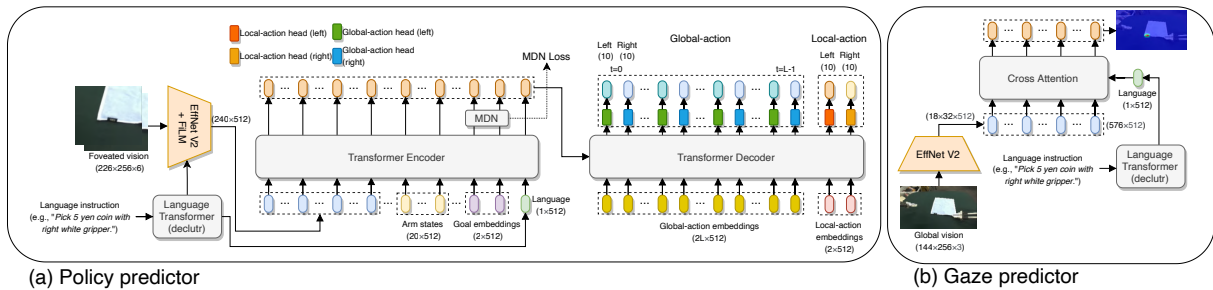 Local-action head (left)
Global-action head (left)
Local-action head (right)
Global-action head
(right)
MDN Loss
EffNet V2
+ FiLM
(240×512)
Foveated vision
(226×256×6)
Language instruction
(e.g., "Pick 5 yen coin with
right white gripper.")
Language
Transformer
(declutr)
MDN
Transformer Encoder
Arm states
(20×512)
Goal embeddings
(2×512)
Language
(1×512)
Global-action
Local-action
Left
(10)
Right
(10)
Left
(10)
Right
(10)
t=0
t=L-1
Transformer Decoder
Global-action embeddings
(2L×512)
Local-action
embeddings
(2×512)
(a) Policy predictor
Cross Attention
Language
(1×512)
(18×32×512)
(576×512)
EffNet V2
Language instruction
(e.g., "Pick 5 yen coin with
right white gripper.")
Language
Transformer
(declutr)
Global vision
(144×256×3)
(b) Gaze predictor